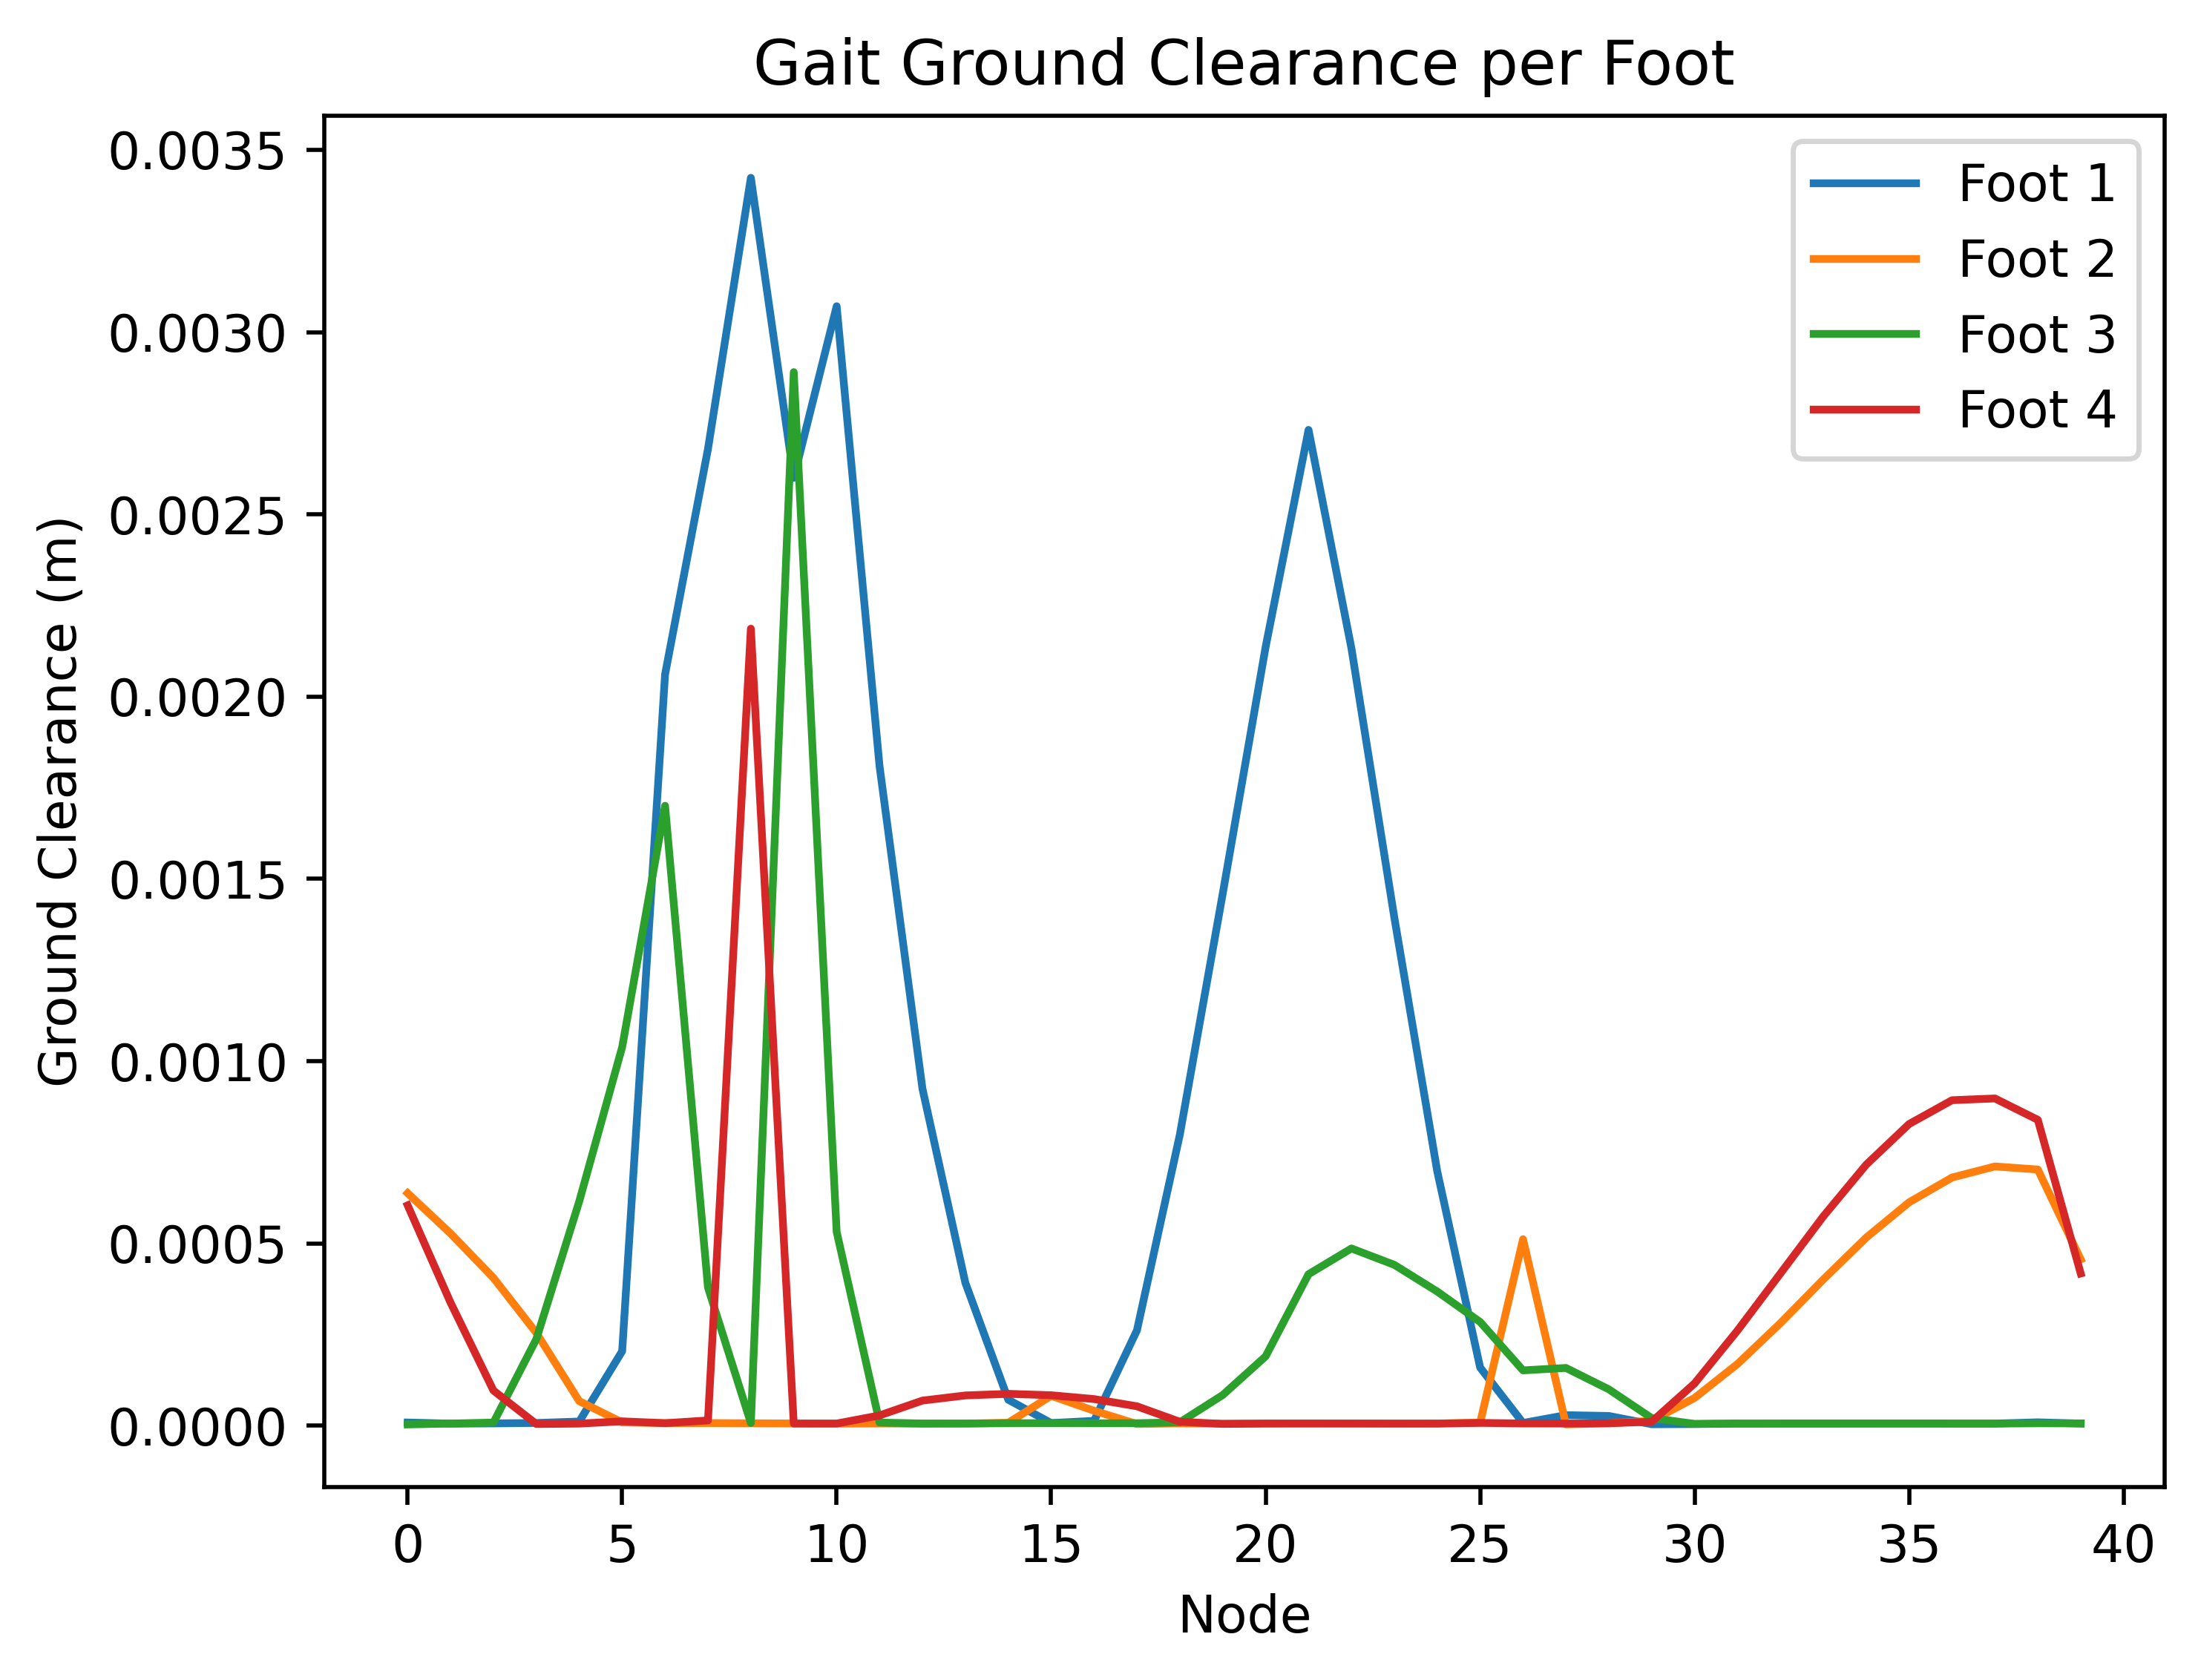 Gait Ground Clearance per Foot
Ground Clearance (m)
0.0035
0.0030
0.0025
0.0020
0.0015
0.0010
0.0005
0.0000
Foot 1
Foot 2
Foot 3
Foot 4
0 5 10 15 20 25 30 35 40
Node